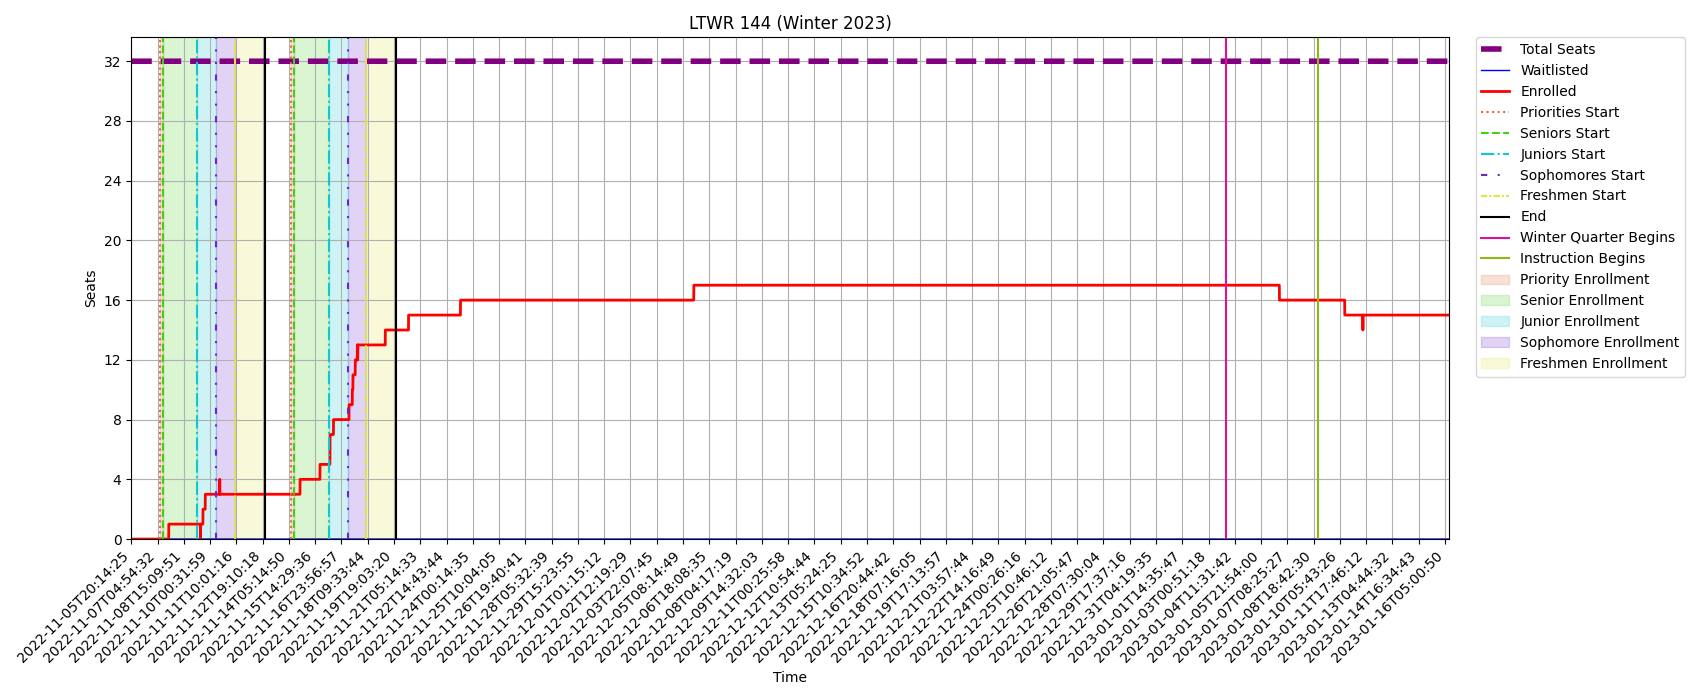 LTWR 144 (Winter 2023)
Seats
32
28
24
20
16
12
8
4
0
2022-11-05T20:14:25
2022-11-07T04:54:32
2022-11-08T15:09:51
2022-11-10T00:31:59
2022-11-11T10:01:16
2022-11-12T19:10:18
2022-11-14T05:14:50
2022-11-15T14:29:36
2022-11-16T23:56:57
2022-11-18T09:33:44
2022-11-19T19:03:20
2022-11-21T05:14:33
2022-11-22T14:43:44
2022-11-24T00:14:35
2022-11-25T10:04:05
2022-11-26T19:40:41
2022-11-28T05:32:39
2022-11-29T15:23:55
2022-12-01T01:15:12
2022-12-02T12:19:29
2022-12-03T22:07:45
2022-12-05T08:14:49
2022-12-06T18:08:35
2022-12-08T04:17:19
2022-12-09T14:32:03
2022-12-11T00:25:58
2022-12-12T10:54:44
2022-12-13T05:24:25
2022-12-15T10:34:52
2022-12-16T20:44:42
2022-12-18T07:16:05
2022-12-19T17:13:57
2022-12-21T03:57:44
2022-12-22T14:16:49
2022-12-24T00:26:16
2022-12-25T10:46:12
2022-12-26T21:05:47
2022-12-28T07:30:04
2022-12-29T17:37:16
2022-12-31T04:19:35
2023-01-01T14:35:47
2023-01-03T00:51:18
2023-01-04T11:31:42
2023-01-05T21:54:00
2023-01-07T08:25:27
2023-01-08T18:42:30
2023-01-10T05:43:26
2023-01-11T17:46:12
2023-01-13T04:44:32
2023-01-14T16:34:43
2023-01-16T05:00:50
Time
Total Seats
Waitlisted
Enrolled
Priorities Start
Seniors Start
Juniors Start
Sophomores Start
Freshmen Start
End
Winter Quarter Begins
Instruction Begins
Priority Enrollment
Senior Enrollment
Junior Enrollment
Sophomore Enrollment
Freshmen Enrollment